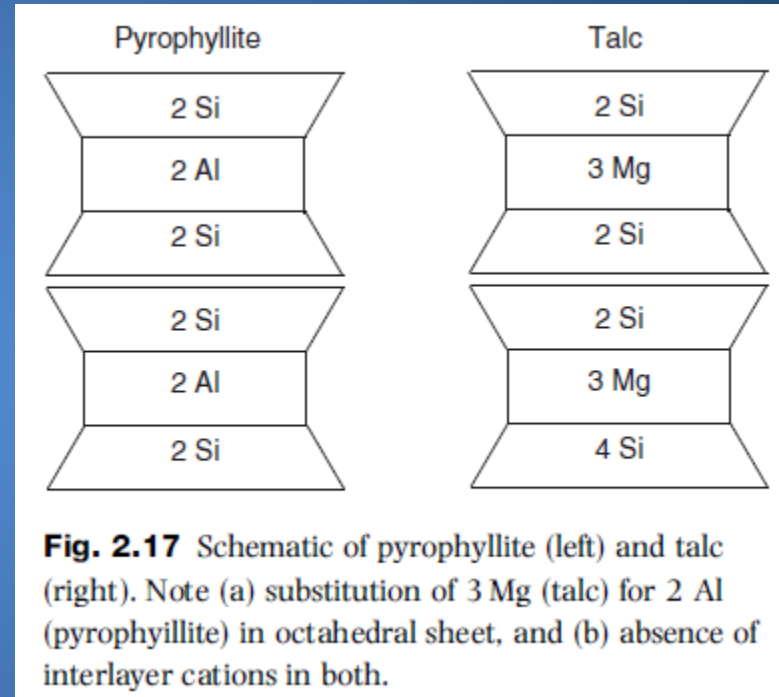 Pyrophyllite Talc
2 Si 2 Si
2 Al 3 Mg
2 Si 2 Si
2 Si 2 Si
2 Al 3 Mg
2 Si 4 Si
Fig. 2.17 Schematic of pyrophyllite (left) and talc
(right). Note (a) substitution of 3 Mg (talc) for 2 Al
(pyrophyillite) in octahedral sheet, and (b) absence of
interlayer cations in both.